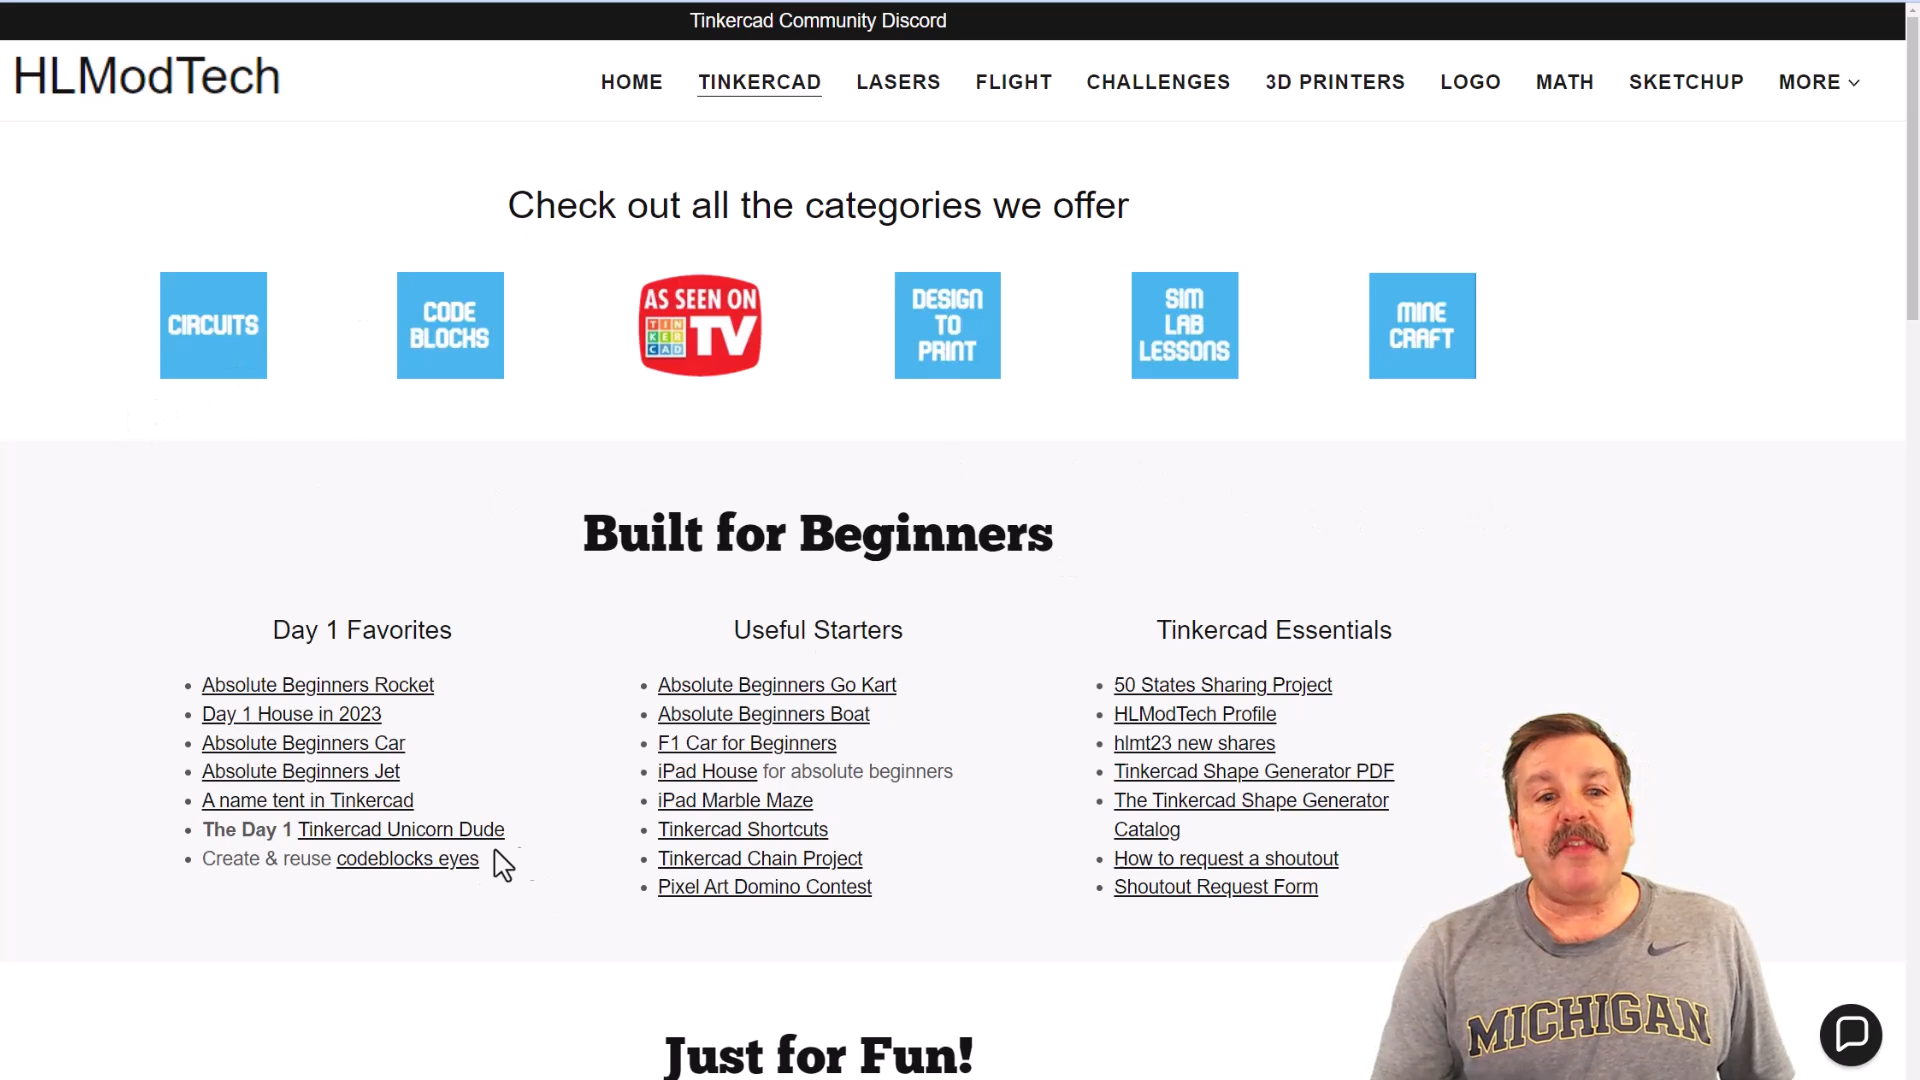 Tinkercad Community Discord
HLModTech
HOME TINKERCAD LASERS FLIGHT CHALLENGES 3D PRINTERS LOGO MATH SKETCHUP MORE
Check out all the categories we offer
CIRCUITS
CODE
BLOCKS
AS SEEN ON
TIN
KER
CAD
TV
DESIGN
TO
PRINT
SIM
LAB
LESSONS
MINE
CRAFT
Built for Beginners
Day 1 Favorites
Absolute Beginners Rocket
Day 1 House in 2023
Absolute Beginners Car
Absolute Beginners Jet
A name tent in Tinkercad
The Day 1 Tinkercad Unicorn Dude
Create & reuse codeblocks eyes
Useful Starters
Absolute Beginners Go Kart
Absolute Beginners Boat
F1 Car for Beginners
iPad House for absolute beginners
iPad Marble Maze
Tinkercad Shortcuts
Tinkercad Chain Project
Pixel Art Domino Contest
Tinkercad Essentials
50 States Sharing Project
HLModTech Profile
hlmt23 new shares
Tinkercad Shape Generator PDF
The Tinkercad Shape Generator
Catalog
How to request a shoutout
Shoutout Request Form
MICHIGAN
Just for Fun!